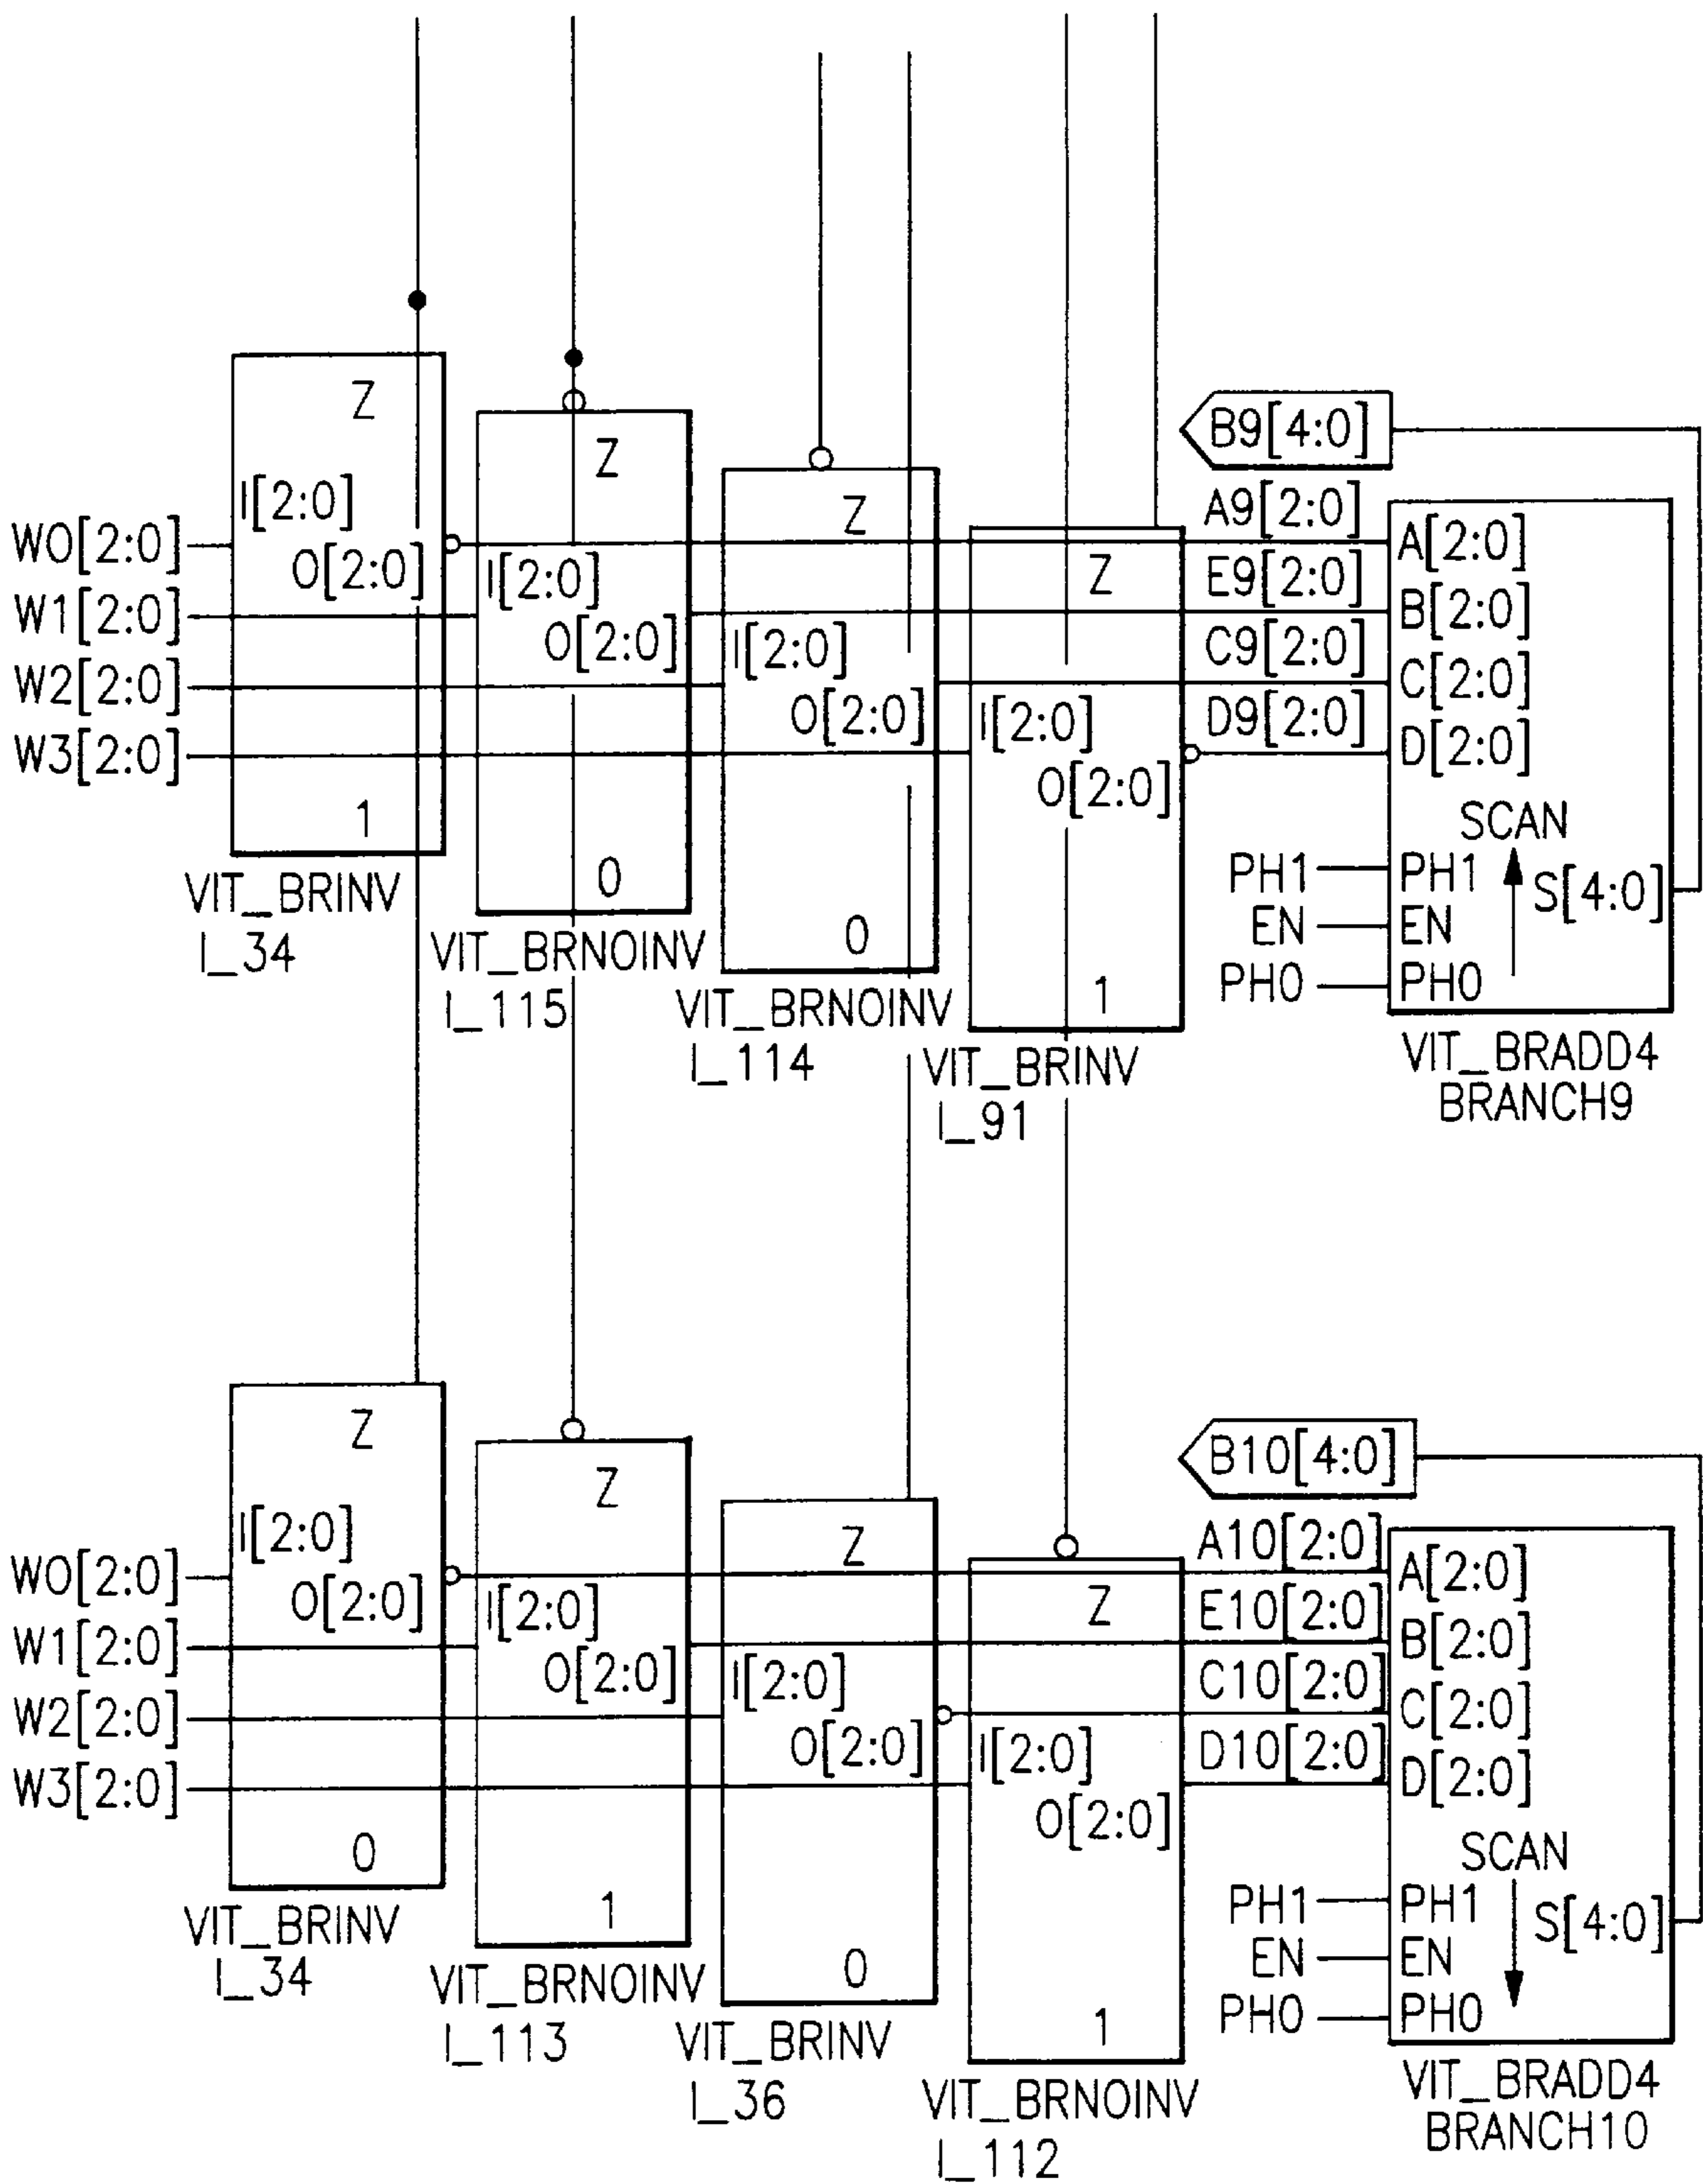 Z
I[2:0]
O[2:0]
1
VIT_BRINV
I_34
Z
I[2:0]
O[2:0]
0
VIT_BRNOINV
I_115
Z
I[2:0]
O[2:0]
0
VIT_BRNOINV
I_114
Z
I[2:0]
O[2:0]
1
VIT_BRINV
I_91
W0[2:0]
W1[2:0]
W2[2:0]
W3[2:0]
B9[4:0]
A9[2:0]
E9[2:0]
C9[2:0]
D9[2:0]
A[2:0]
B[2:0]
C[2:0]
D[2:0]
SCAN
PH1 PH1
S[4:0]
EN EN
PH0 PH0
VIT_BRADD4
BRANCH9
Z
I[2:0]
O[2:0]
0
VIT_BRINV
I_34
Z
I[2:0]
O[2:0]
1
VIT_BRNOINV
I_113
Z
I[2:0]
O[2:0]
0
VIT_BRINV
I_36
Z
I[2:0]
O[2:0]
1
VIT_BRNOINV
I_112
W0[2:0]
W1[2:0]
W2[2:0]
W3[2:0]
B10[4:0]
A10[2:0]
E10[2:0]
C10[2:0]
D10[2:0]
A[2:0]
B[2:0]
C[2:0]
D[2:0]
SCAN
PH1 PH1
S[4:0]
EN EN
PH0 PH0
VIT_BRADD4
BRANCH10